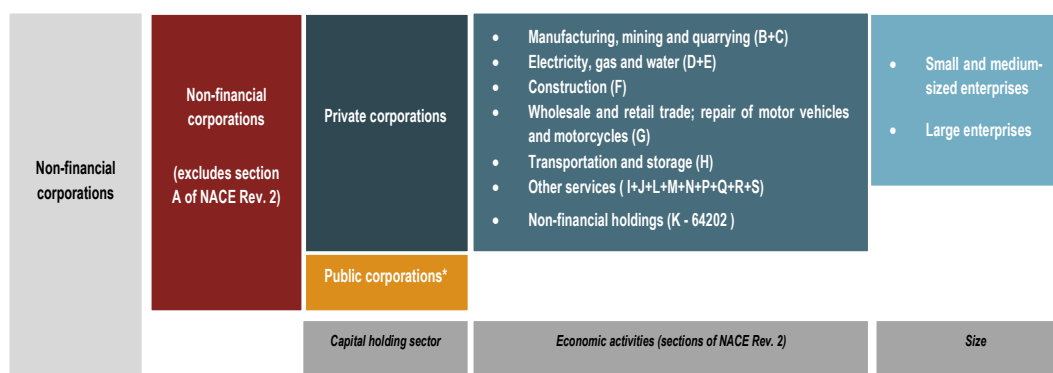 Non-financial
corporations
Non-financial
corporations
(excludes section
A of NACE Rev. 2)
Private corporations
Public corporations*
• Manufacturing, mining and quarrying (B+C)
• Electricity, gas and water (D+E)
• Construction (F)
• Wholesale and retail trade; repair of motor vehicles
and motorcycles (G)
• Transportation and storage (H)
• Other services ( I+J+L+M+N+P+Q+R+S)
• Non-financial holdings (K - 64202 )
• Small and medium-
sized enterprises
• Large enterprises
Capital holding sector
Economic activities (sections of NACE Rev. 2)
Size